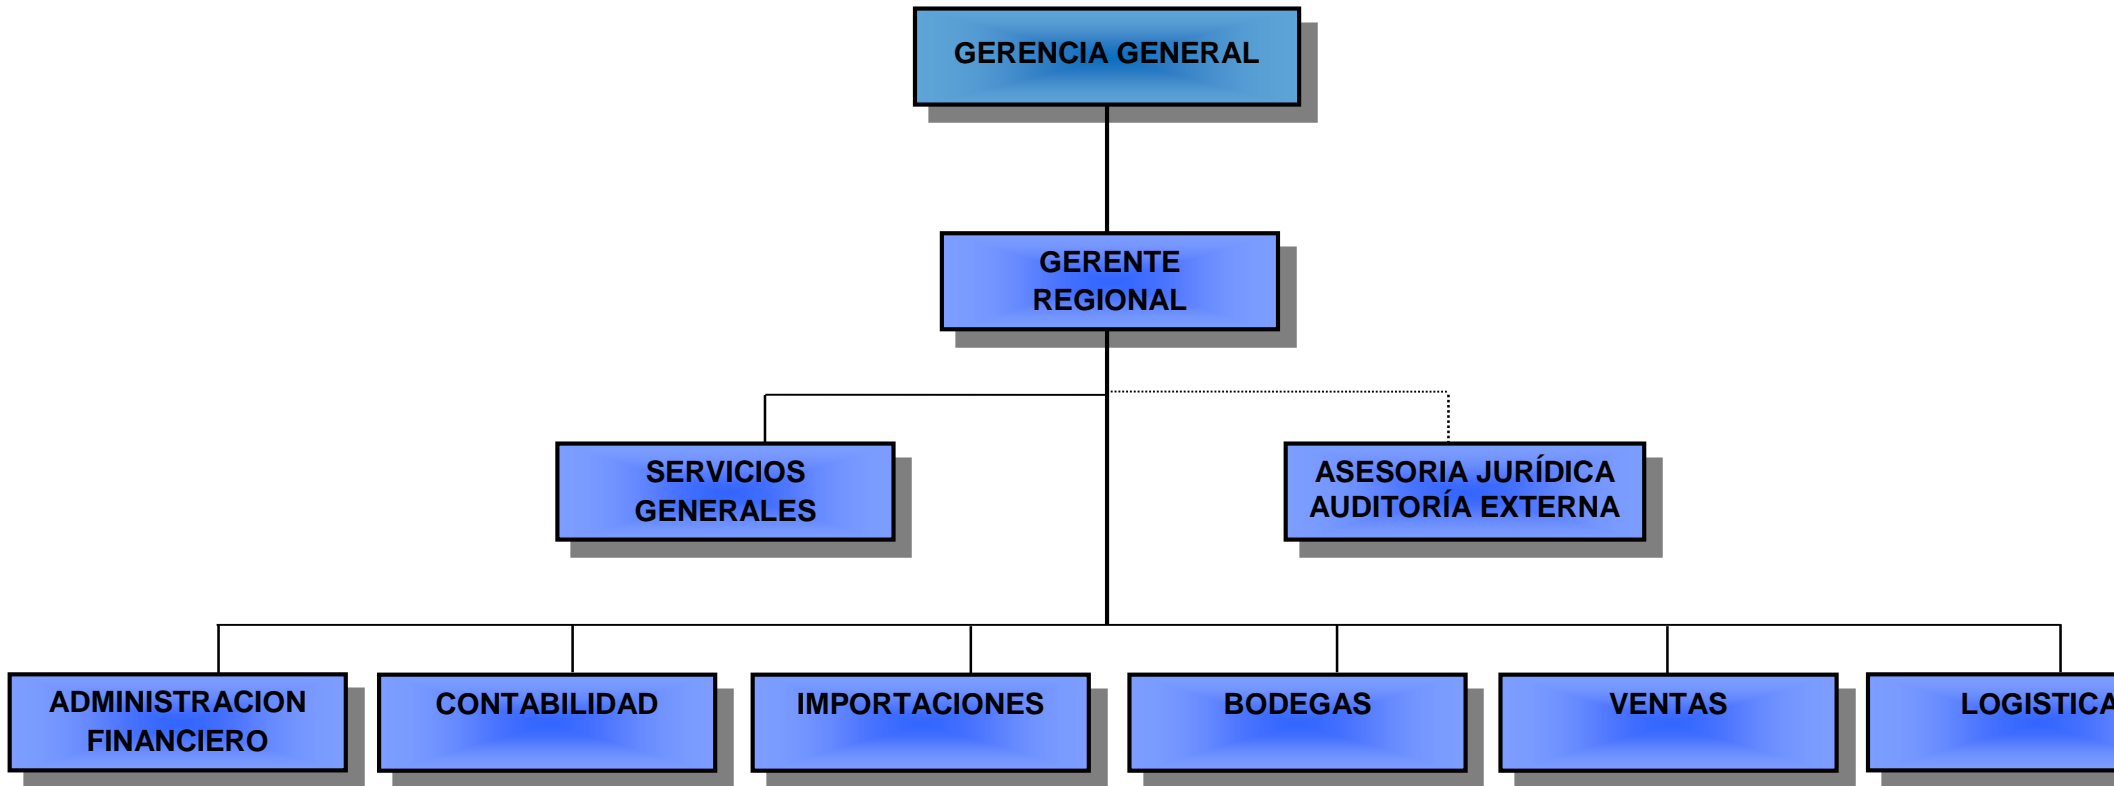 GERENCIA GENERAL
GERENTE
REGIONAL
SERVICIOS
GENERALES
ASESORIA JURÍDICA
AUDITORÍA EXTERNA
ADMINISTRACION
FINANCIERO
CONTABILIDAD
IMPORTACIONES
BODEGAS
VENTAS
LOGISTICA